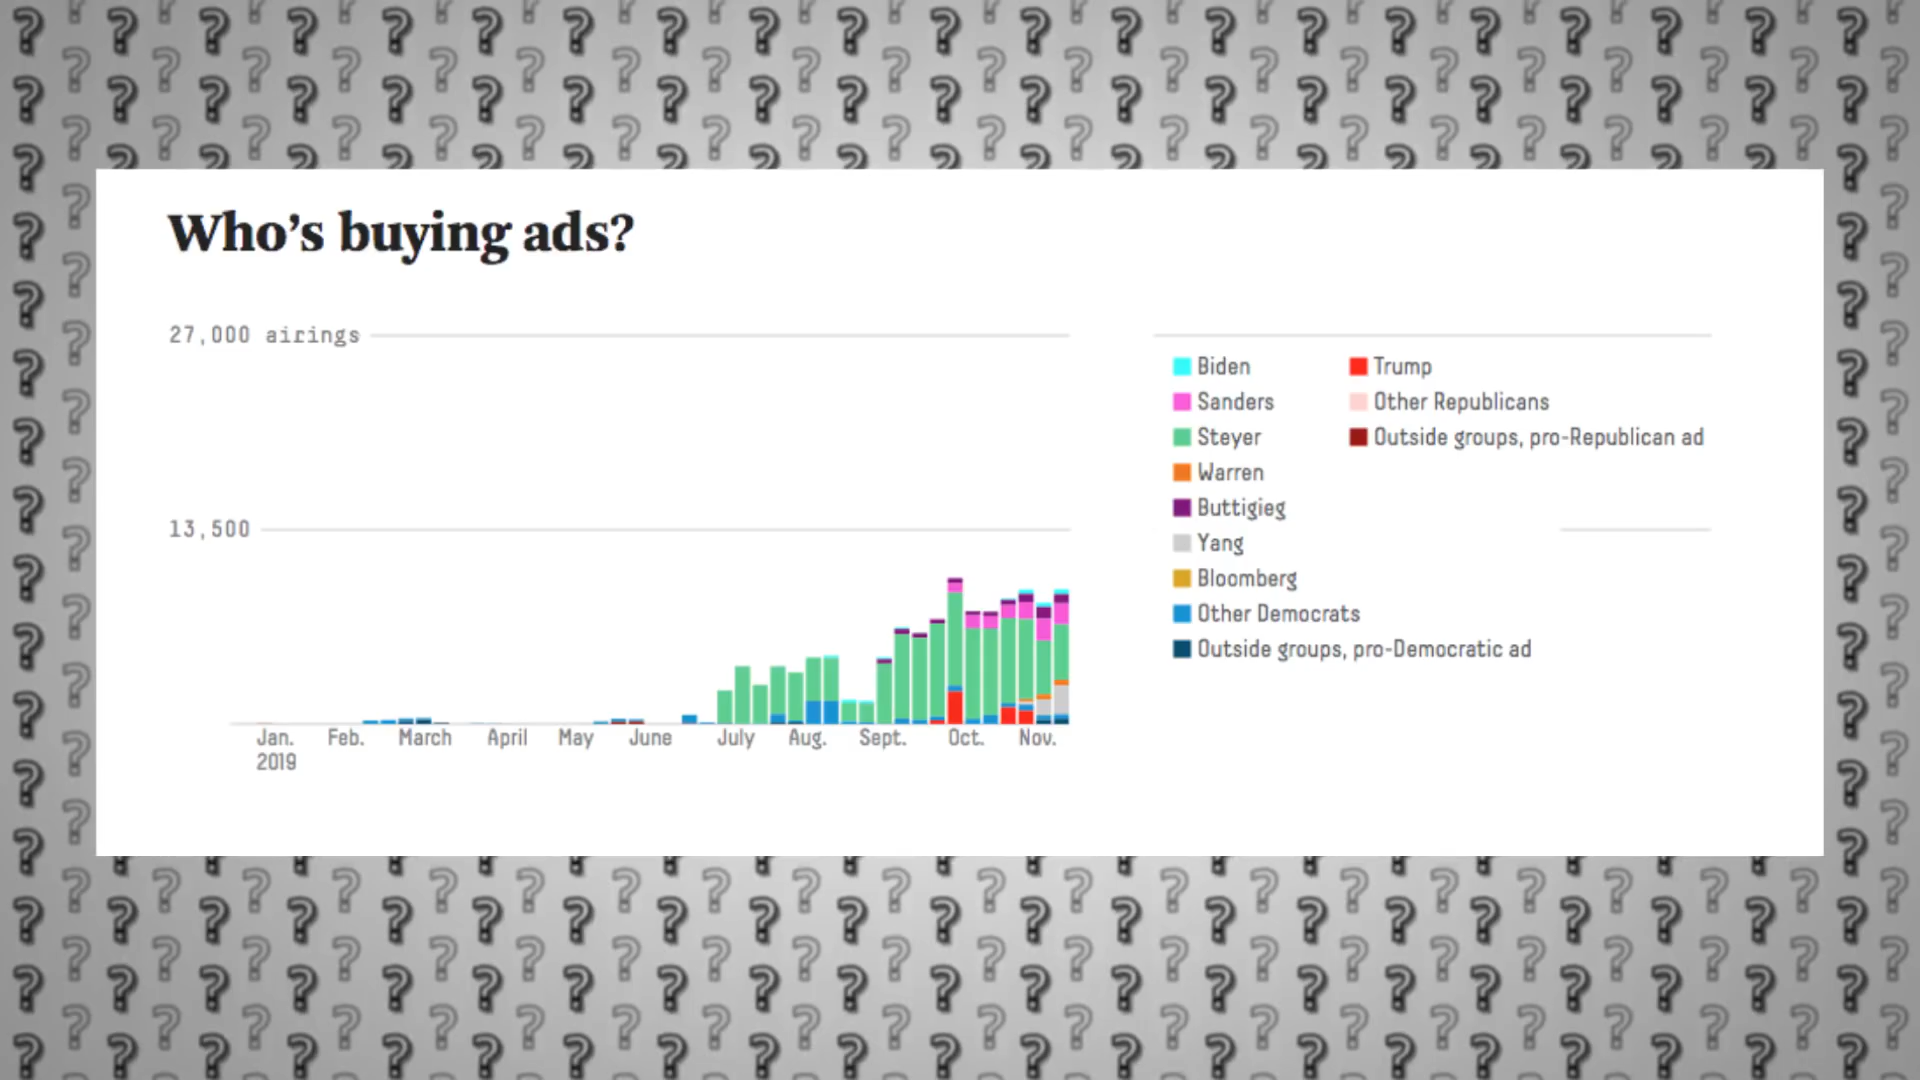 Who's buying ads?
27,000 airings
13,500
Jan. Feb. March April May June July Aug. Sept. Oct. Nov.
2019
Biden
Sanders
Steyer
Warren
Buttigieg
Yang
Bloomberg
Other Democrats
Outside groups, pro-Democratic ad
Trump
Other Republicans
Outside groups, pro-Republican ad